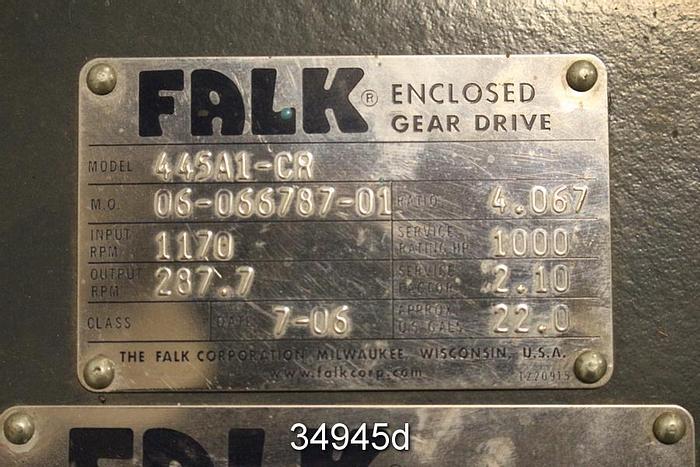 FALK® ENCLOSED GEAR DRIVE
MODEL 445A1-CR
M.O. 06-066787-01 RATIO 4.067
INPUT RPM 1170 SERVICE RATING HP 1000
OUTPUT RPM 287.7 SERVICE FACTOR 2.10
CLASS DATE 7-06 APPROX U.S. GALS. 22.0
THE FALK CORPORATION MILWAUKEE, WISCONSIN, U.S.A.
www.falkcorp.com 1220915
FALK
34945d